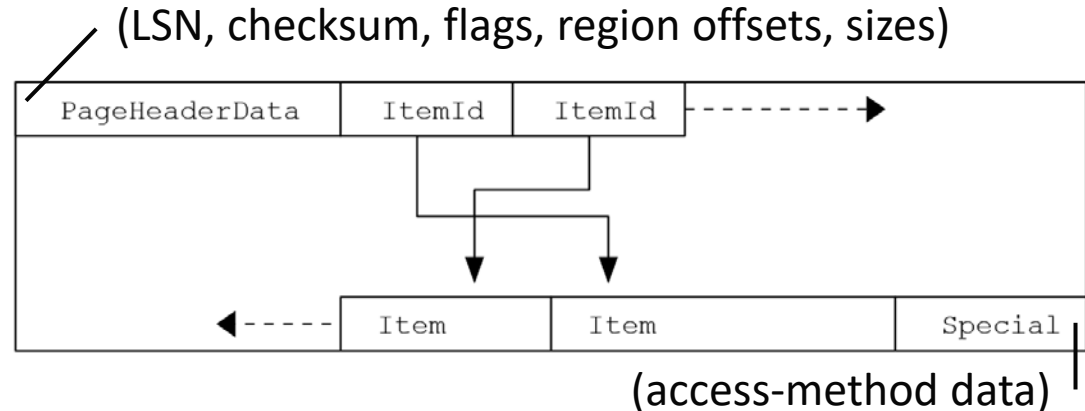 (LSN, checksum, flags, region offsets, sizes)
PageHeaderData ItemId ItemId
Item Item Special
(access-method data)